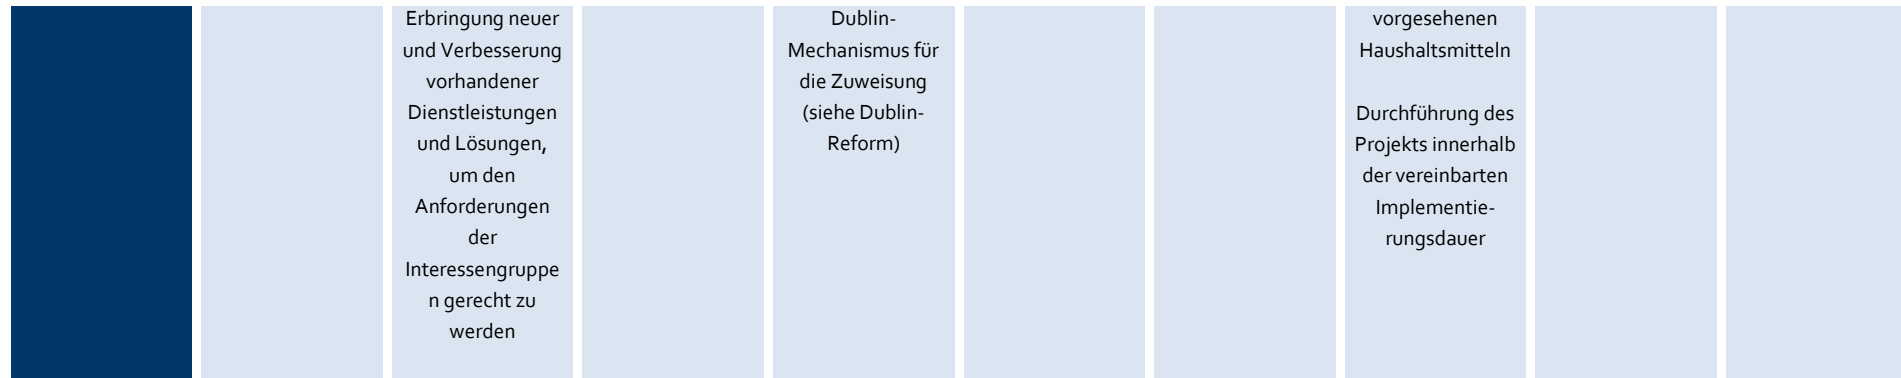 Erbringung neuer
und Verbesserung
vorhandener
Dienstleistungen
und Lösungen,
um den
Anforderungen
der
Interessengruppe
n gerecht zu
werden
Dublin-
Mechanismus für
die Zuweisung
(siehe Dublin-
Reform)
vorgesehenen
Haushaltsmitteln
Durchführung des
Projekts innerhalb
der vereinbarten
Implementie-
rungsdauer